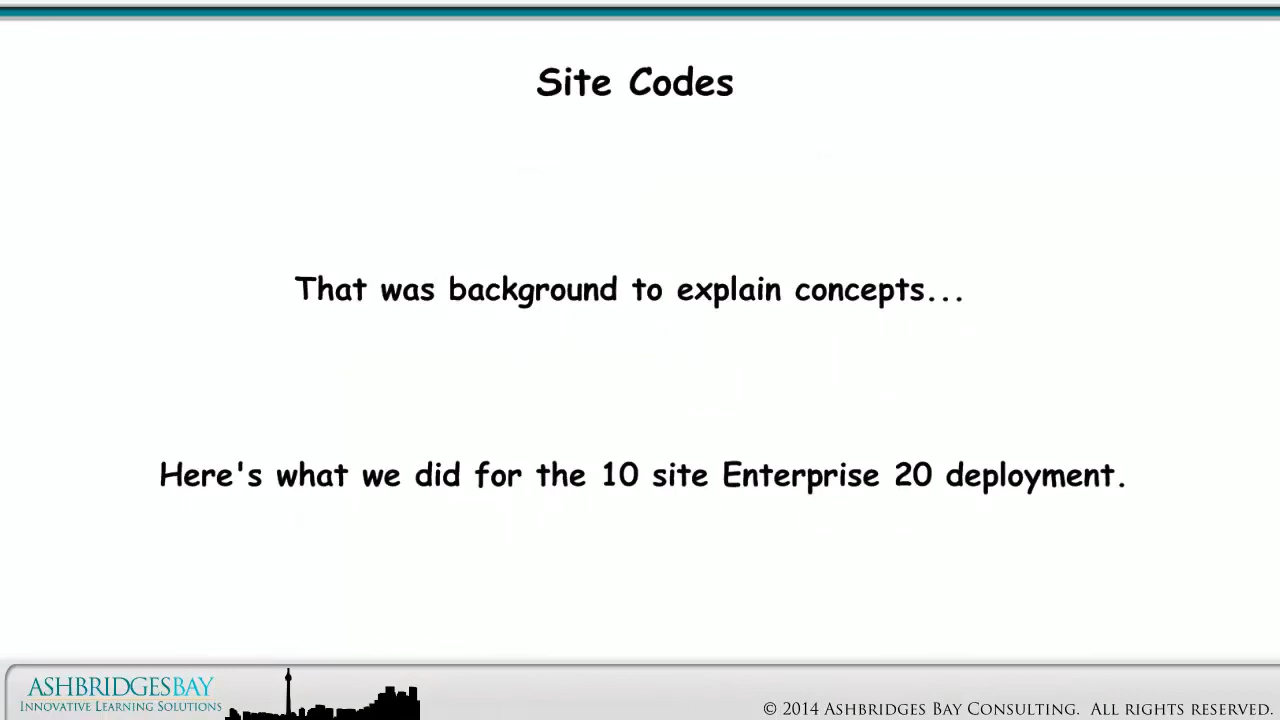 Site Codes
That was background to explain concepts...
Here's what we did for the 10 site Enterprise 20 deployment.
ASHBRIDGESBAY
INNOVATIVE LEARNING SOLUTIONS
© 2014 ASHBRIDGES BAY CONSULTING. ALL RIGHTS RESERVED.